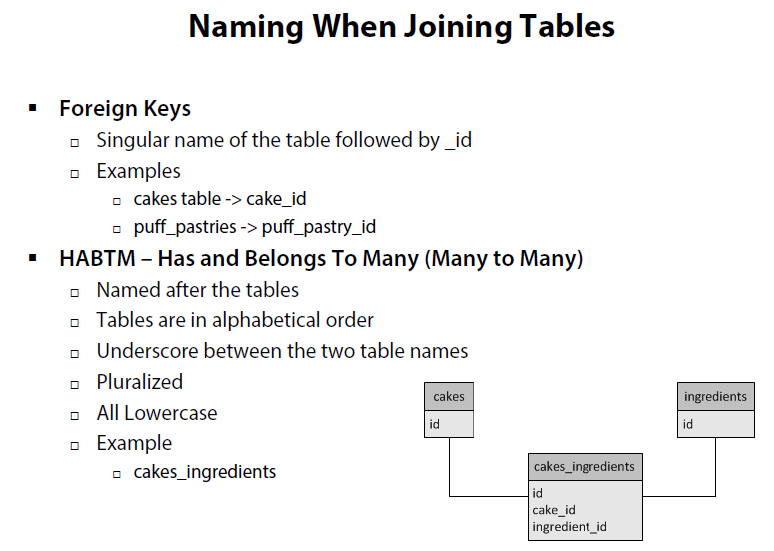 Naming When Joining Tables
▪ Foreign Keys
▫ Singular name of the table followed by _id
▫ Examples
▫ cakes table -> cake_id
▫ puff_pastries -> puff_pastry_id
▪ HABTM – Has and Belongs To Many (Many to Many)
▫ Named after the tables
▫ Tables are in alphabetical order
▫ Underscore between the two table names
▫ Pluralized
▫ All Lowercase
▫ Example
▫ cakes_ingredients
cakes
id
ingredients
id
cakes_ingredients
id
cake_id
ingredient_id